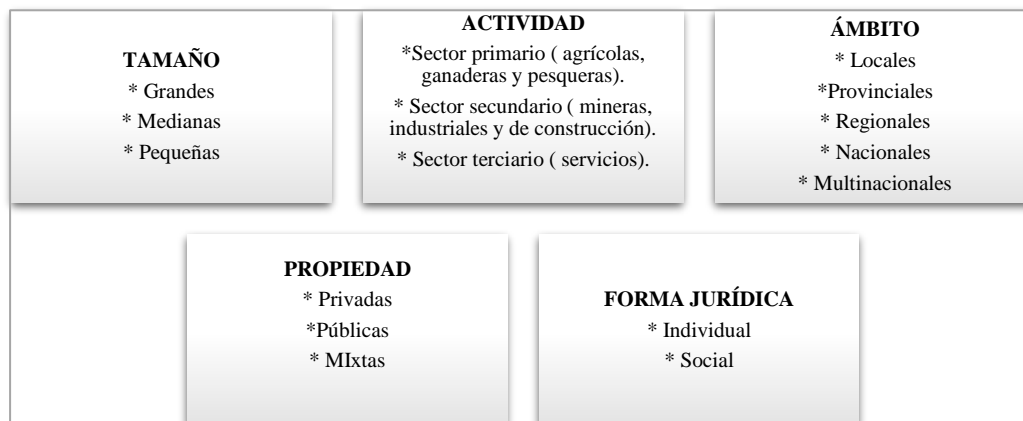 TAMAÑO
* Grandes
* Medianas
* Pequeñas
ACTIVIDAD
*Sector primario ( agrícolas,
ganaderas y pesqueras).
* Sector secundario ( mineras,
industriales y de construcción).
* Sector terciario ( servicios).
ÁMBITO
* Locales
*Provinciales
* Regionales
* Nacionales
* Multinacionales
PROPIEDAD
* Privadas
*Públicas
* MIxtas
FORMA JURÍDICA
* Individual
* Social